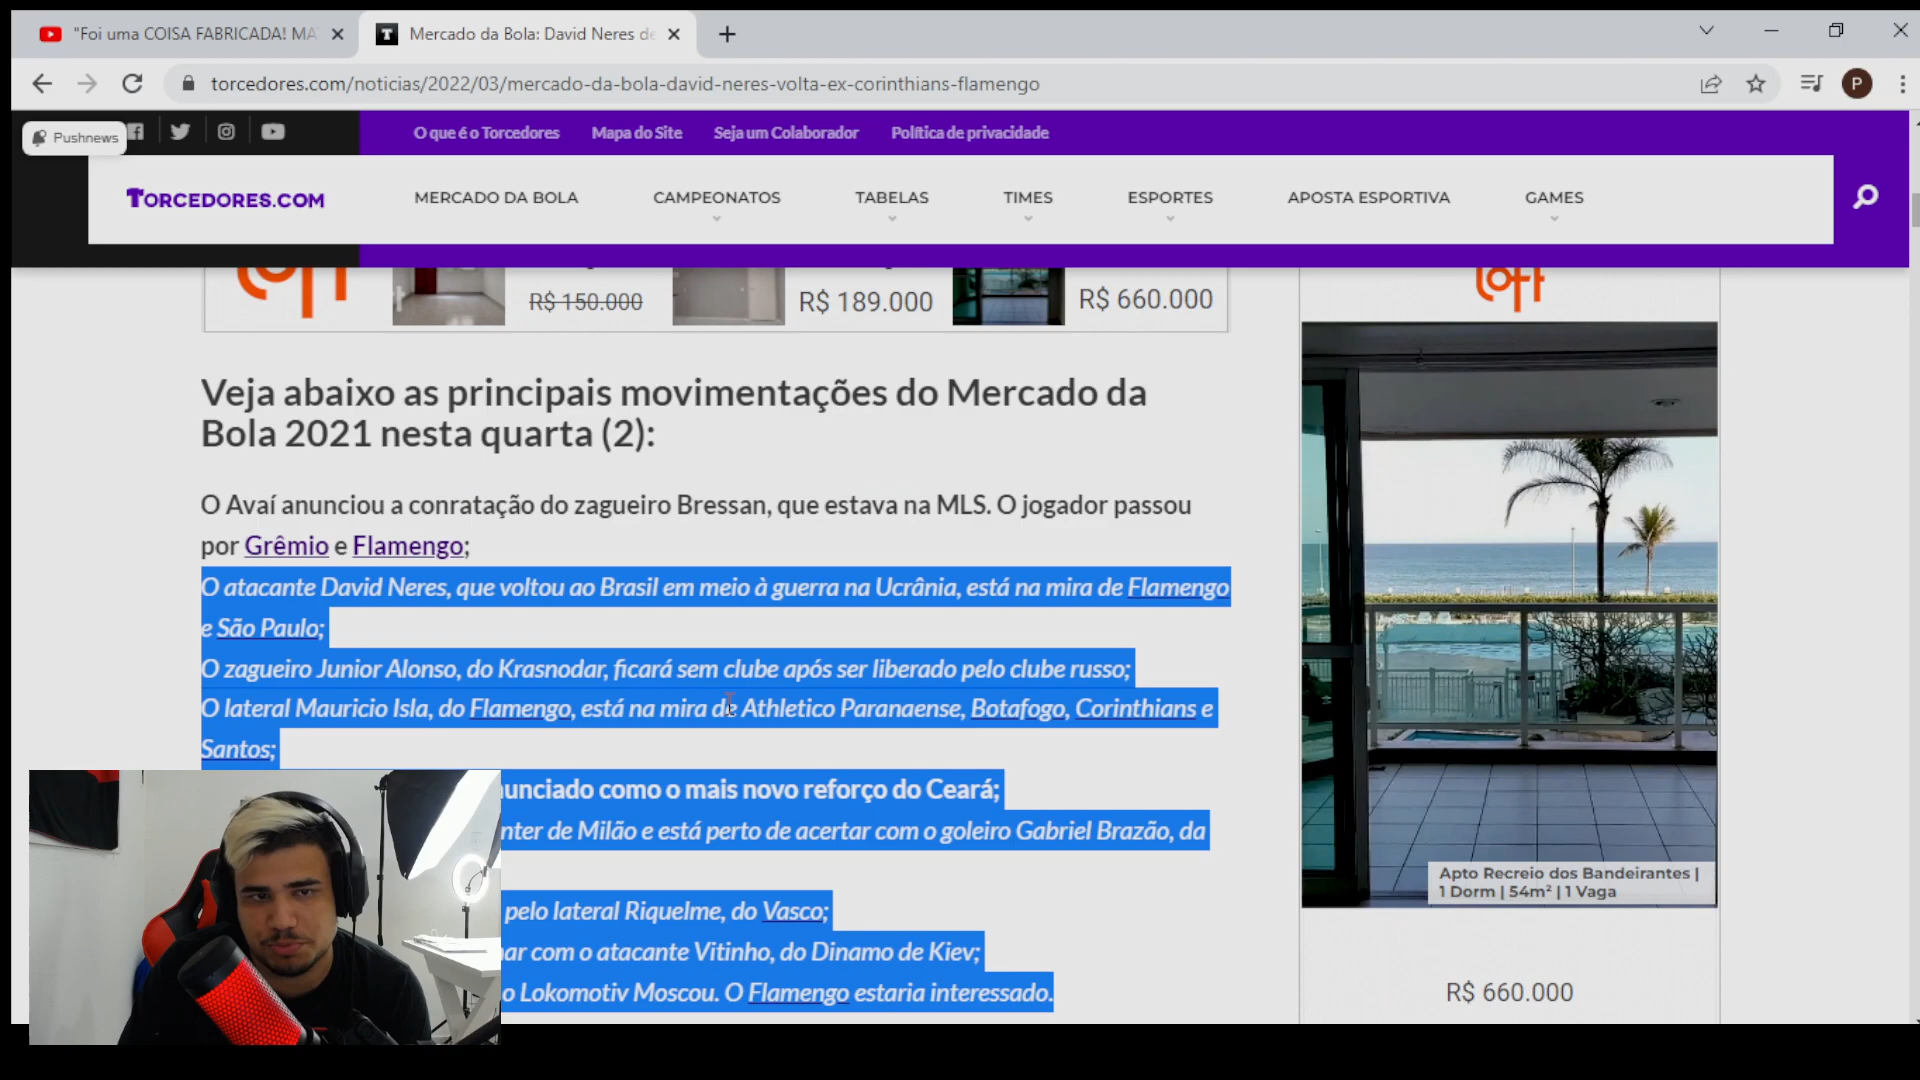 "Foi uma COISA FABRICADA! MA
Mercado da Bola: David Neres de
torcedores.com/noticias/2022/03/mercado-da-bola-david-neres-volta-ex-corinthians-flamengo
P
Pushnews
O que é o Torcedores
Mapa do Site
Seja um Colaborador
Política de privacidade
TORCEDORES.COM
MERCADO DA BOLA
CAMPEONATOS
TABELAS
TIMES
ESPORTES
APOSTA ESPORTIVA
GAMES
R$ 150.000
R$ 189.000
R$ 660.000
Veja abaixo as principais movimentações do Mercado da
Bola 2021 nesta quarta (2):
O Avaí anunciou a conratação do zagueiro Bressan, que estava na MLS. O jogador passou
por Grêmio e Flamengo;
O atacante David Neres, que voltou ao Brasil em meio à guerra na Ucrânia, está na mira de Flamengo
e São Paulo;
O zagueiro Junior Alonso, do Krasnodar, ficará sem clube após ser liberado pelo clube russo;
O lateral Mauricio Isla, do Flamengo, está na mira de Athletico Paranaense, Botafogo, Corinthians e
Santos;
unciado como o mais novo reforço do Ceará;
nter de Milão e está perto de acertar com o goleiro Gabriel Brazão, da
pelo lateral Riquelme, do Vasco;
ar com o atacante Vitinho, do Dinamo de Kiev;
o Lokomotiv Moscou. O Flamengo estaria interessado.
Apto Recreio dos Bandeirantes |
1 Dorm | 54m² | 1 Vaga
R$ 660.000